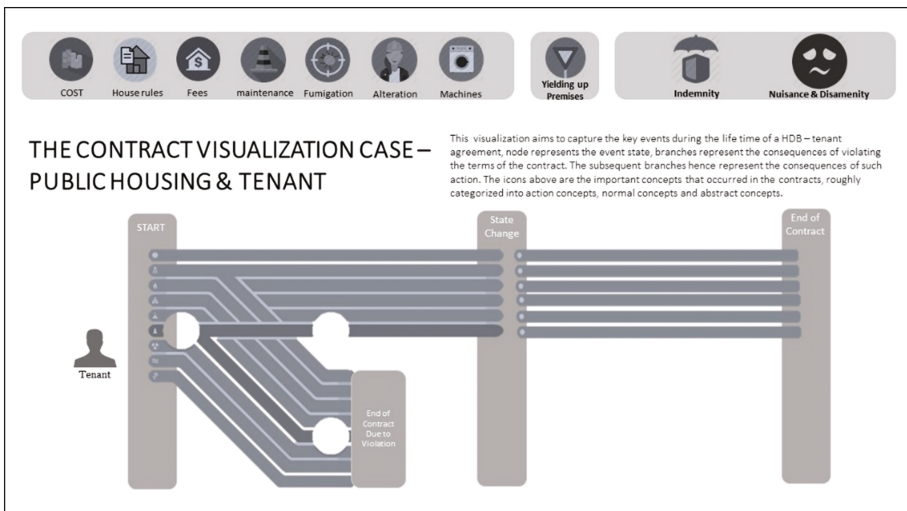 COST
House rules
Fees
maintenance
Fumigation
Alteration
Machines
Yielding up
Premises
Indemnity
Nuisance & Disamenity
THE CONTRACT VISUALIZATION CASE –
PUBLIC HOUSING & TENANT
This visualization aims to capture the key events during the life time of a HDB – tenant
agreement, node represents the event state, branches represent the consequences of violating
the terms of the contract. The subsequent branches hence represent the consequences of such
action. The icons above are the important concepts that occurred in the contracts, roughly
categorized into action concepts, normal concepts and abstract concepts.
START
State
Change
End of
Contract
Tenant
End of
Contract
Due to
Violation